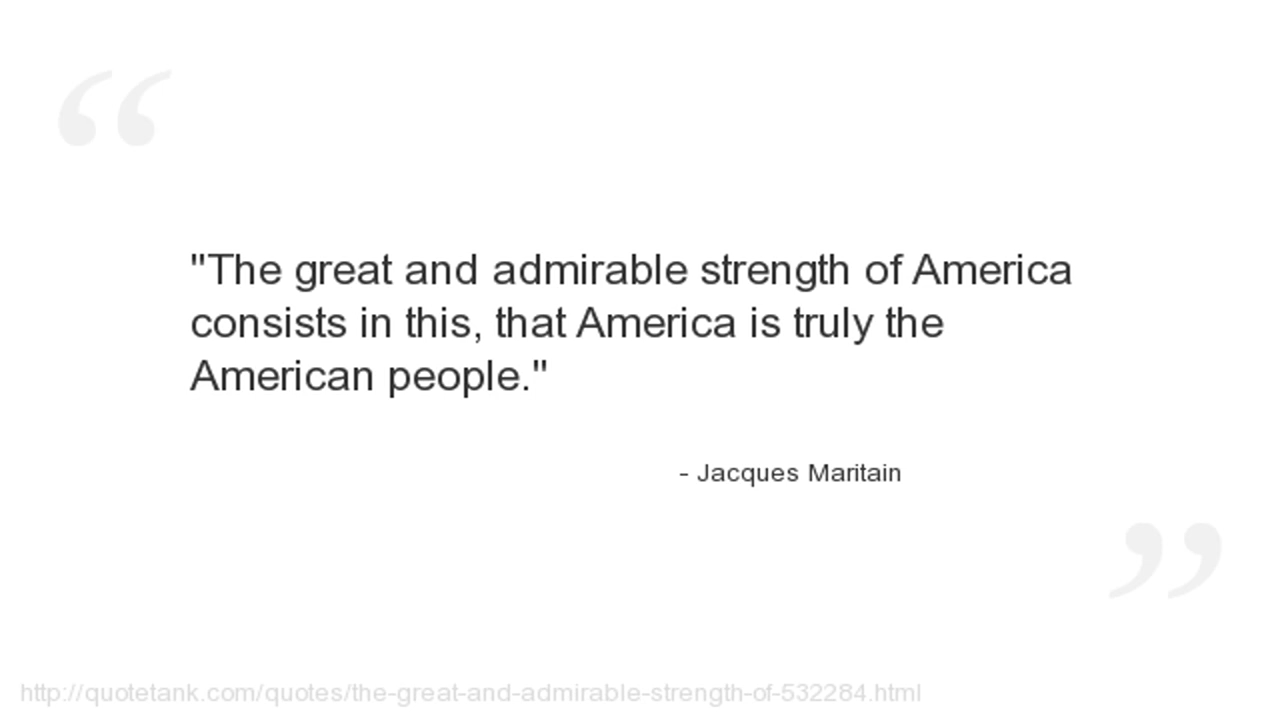 "The great and admirable strength of America
consists in this, that America is truly the
American people."
- Jacques Maritain
http://quotetank.com/quotes/the-great-and-admirable-strength-of-532284.html